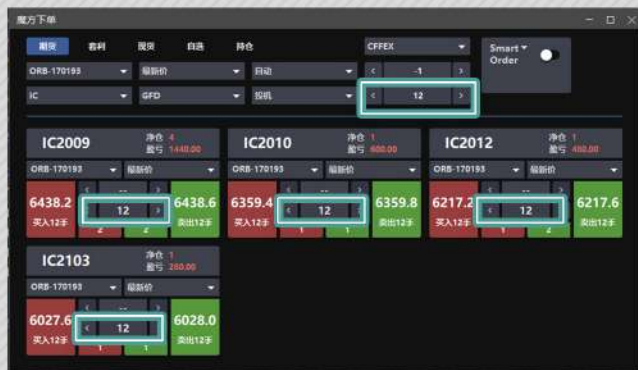 魔方下单
期货 套利 现货 自选 持仓 CFFEX Smart Order
ORB-170193 最新价 自动 < -1 >
IC GFD 投机 < 12 >
IC2009 净仓 4 盈亏 1440.00
ORB-170193 最新价
6438.2 买入12手 < -- > < 12 > 2 2 6438.6 卖出12手
IC2010 净仓 1 盈亏 600.00
ORB-170193 最新价
6359.4 买入12手 < -- > < 12 > 1 1 6359.8 卖出12手
IC2012 净仓 1 盈亏 400.00
ORB-170193 最新价
6217.2 买入12手 < -- > < 12 > 1 2 6217.6 卖出12手
IC2103 净仓 1 盈亏 260.00
ORB-170193 最新价
6027.6 买入12手 < -- > < 12 > 1 1 6028.0 卖出12手